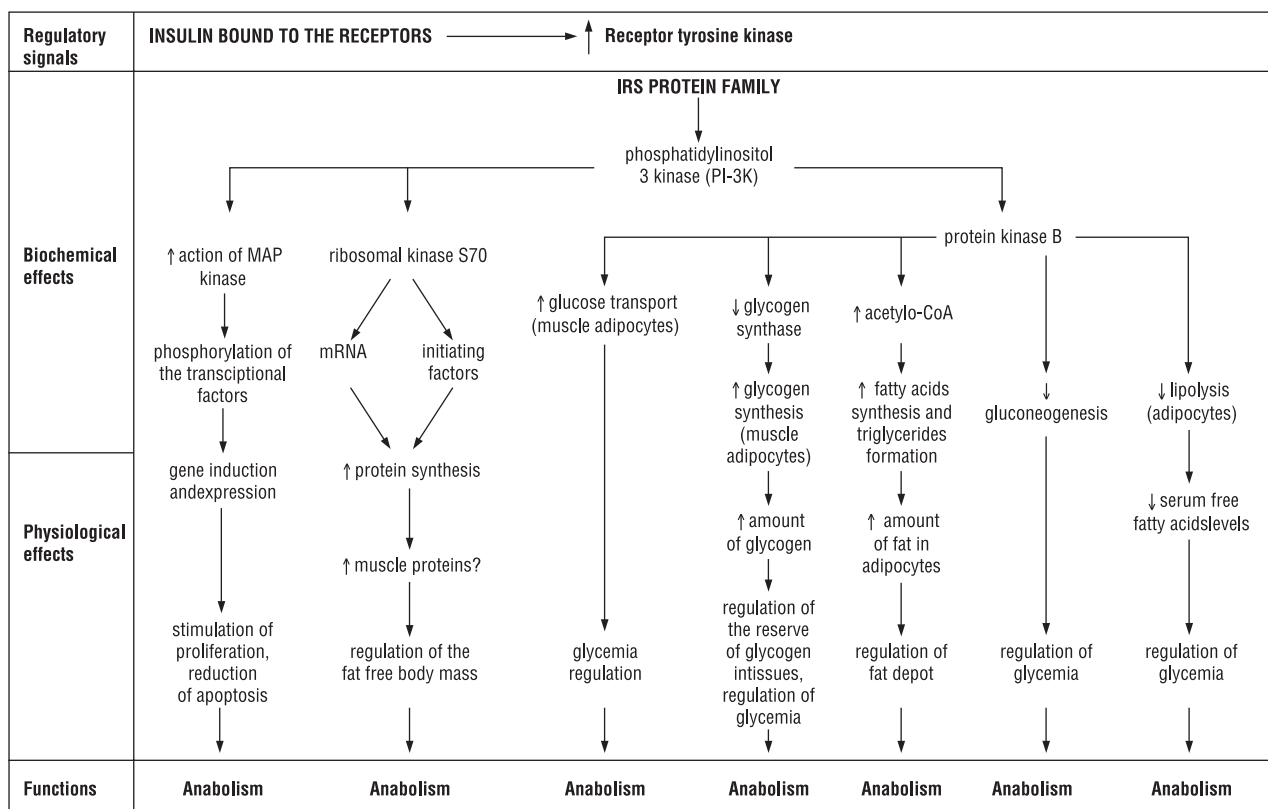 Regulatory
signals
INSULIN BOUND TO THE RECEPTORS
↑ Receptor tyrosine kinase
Biochemical
effects
IRS PROTEIN FAMILY
phosphatidylinositol
3 kinase (PI-3K)
↑ action of MAP
kinase
phosphorylation of
the transciptional
factors
ribosomal kinase S70
mRNA
initiating
factors
protein kinase B
↑ glucose transport
(muscle adipocytes)
↓ glycogen
synthase
↑ glycogen
synthesis
(muscle
adipocytes)
↑ acetylo-CoA
↑ fatty acids
synthesis and
triglycerides
formation
↓
gluconeogenesis
↓ lipolysis
(adipocytes)
Physiological
effects
gene induction
andexpression
stimulation of
proliferation,
reduction
of apoptosis
↑ protein synthesis
↑ muscle proteins?
regulation of the
fat free body mass
glycemia
regulation
↑ amount
of glycogen
regulation of
the reserve
of glycogen
intissues,
regulation of
glycemia
↑ amount
of fat in
adipocytes
regulation of
fat depot
regulation of
glycemia
↓ serum free
fatty acidslevels
regulation of
glycemia
Functions
Anabolism
Anabolism
Anabolism
Anabolism
Anabolism
Anabolism
Anabolism